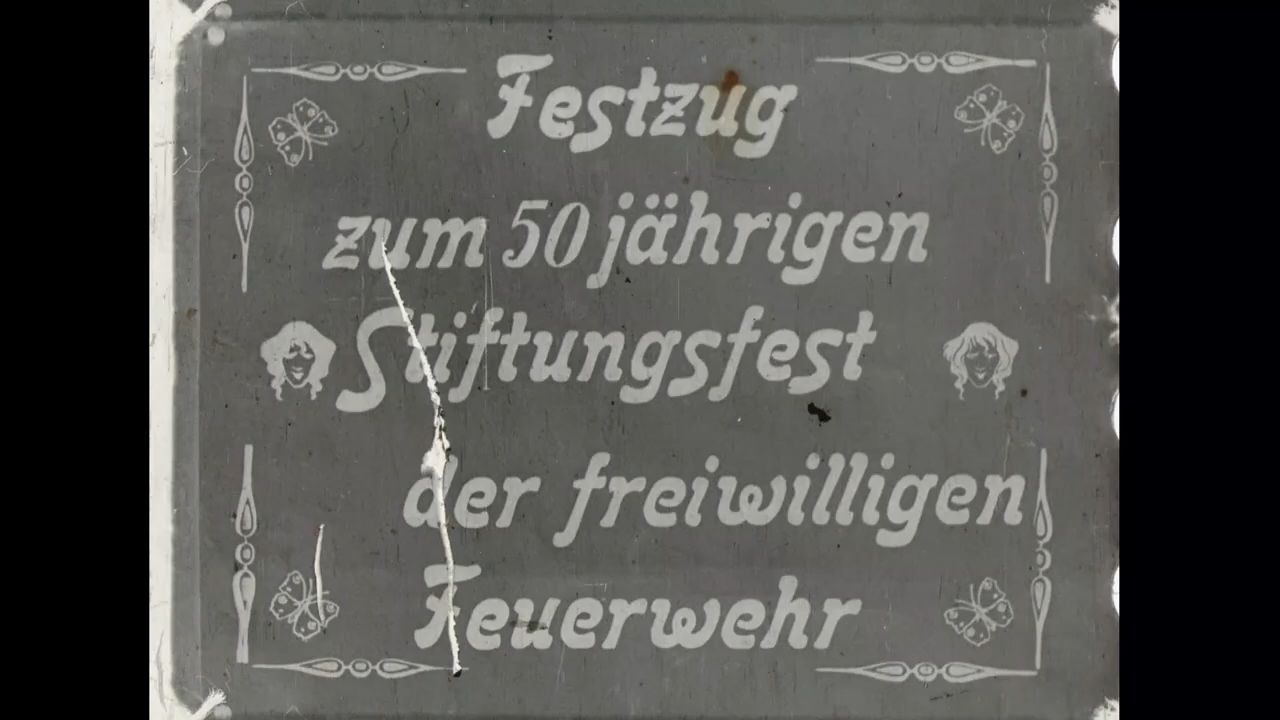 Festzug
zum 50 jährigen
Stiftungsfest
der freiwilligen
Feuerwehr